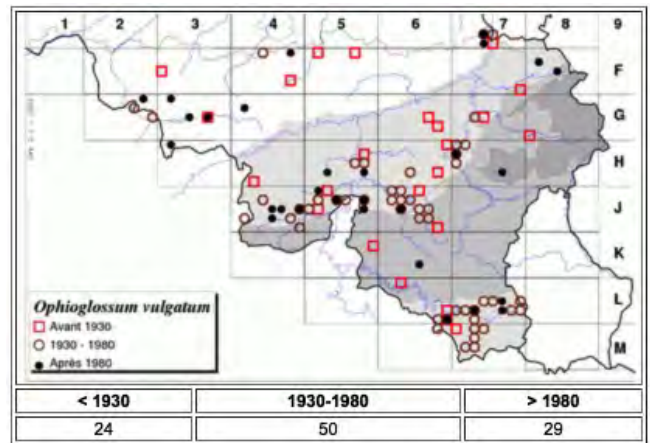 1 2 3 4 5 6 7 8 9
F
G
H
J
K
L
M
Ophioglossum vulgatum
Avant 1930
1930 - 1980
Après 1980
< 1930 1930-1980 > 1980
24 50 29